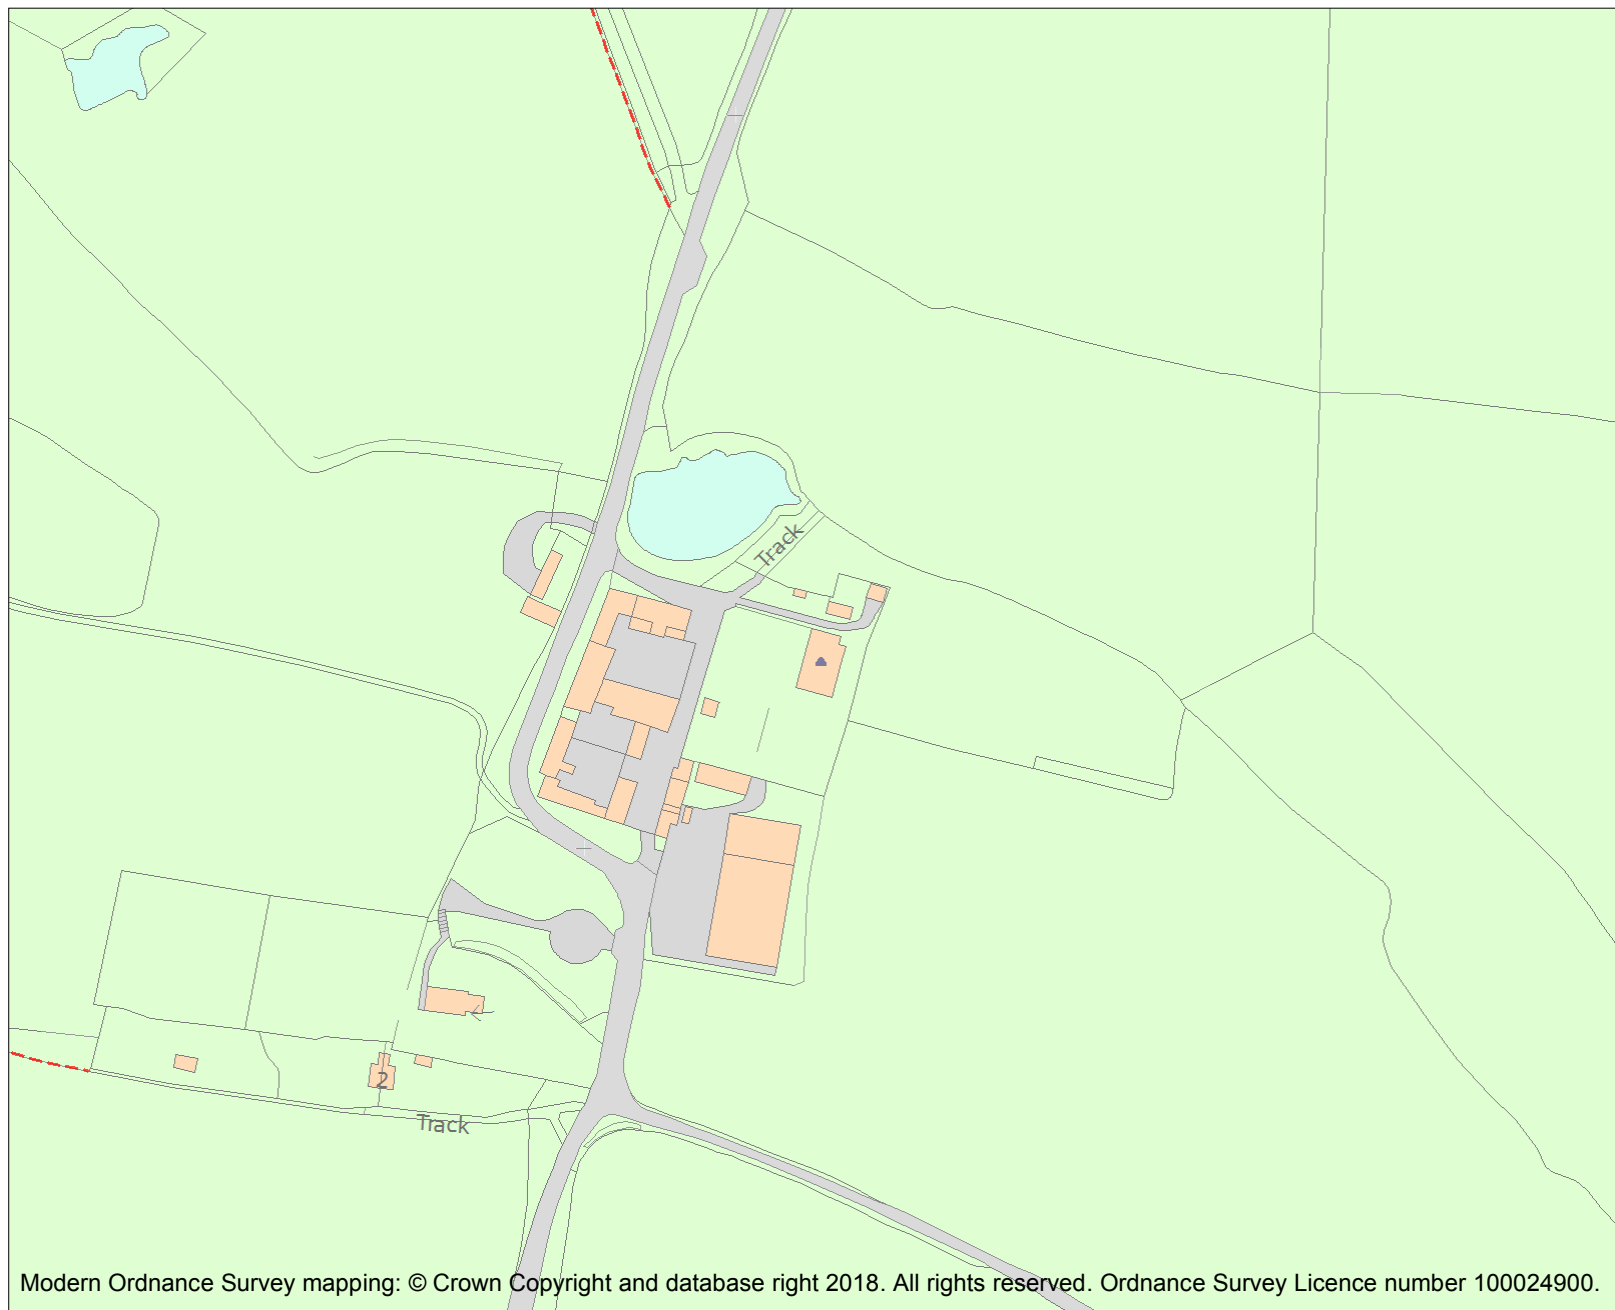 Track
2
Track
Modern Ordnance Survey mapping: © Crown Copyright and database right 2018. All rights reserved. Ordnance Survey Licence number 100024900.